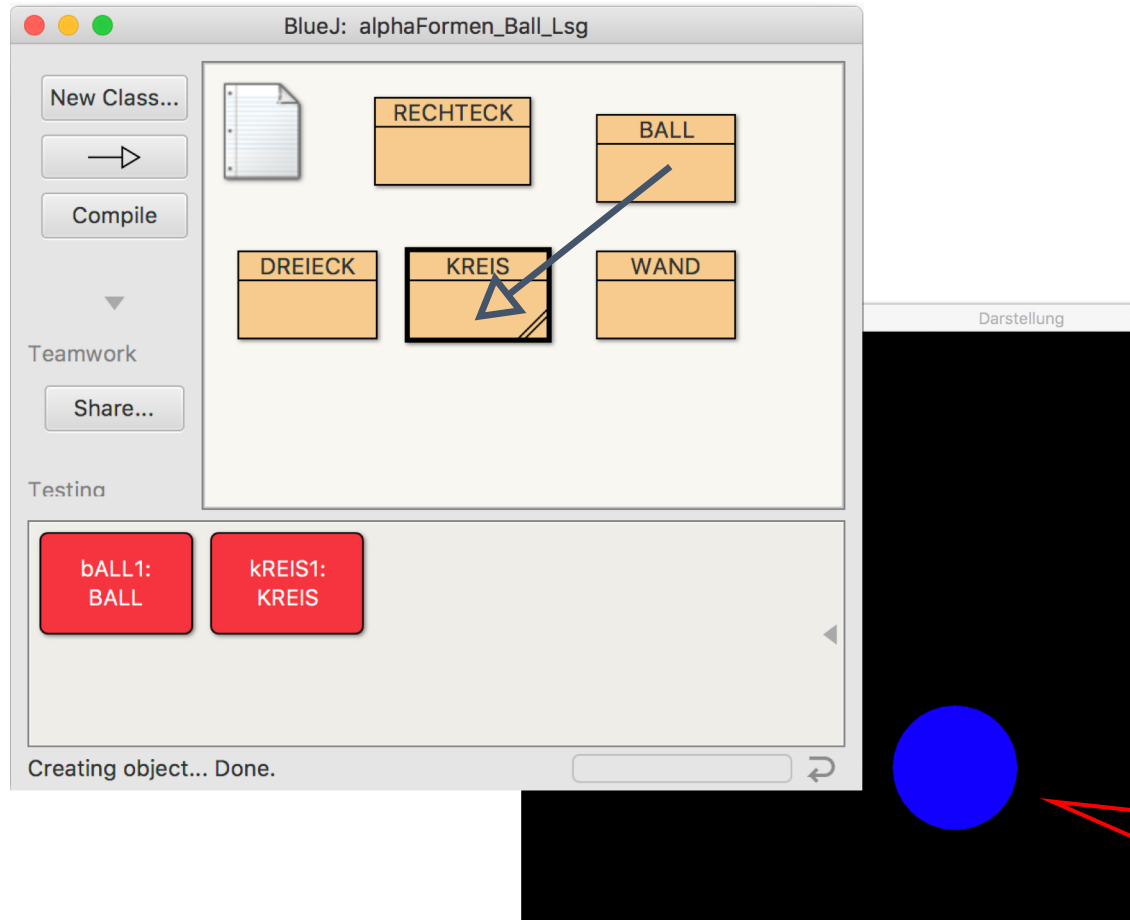 BlueJ: alphaFormen_Ball_Lsg
New Class...
Compile
Teamwork
Share...
Testing
RECHTECK
BALL
DREIECK
KREIS
WAND
Darstellung
bALL1:
BALL
kREIS1:
KREIS
Creating object... Done.